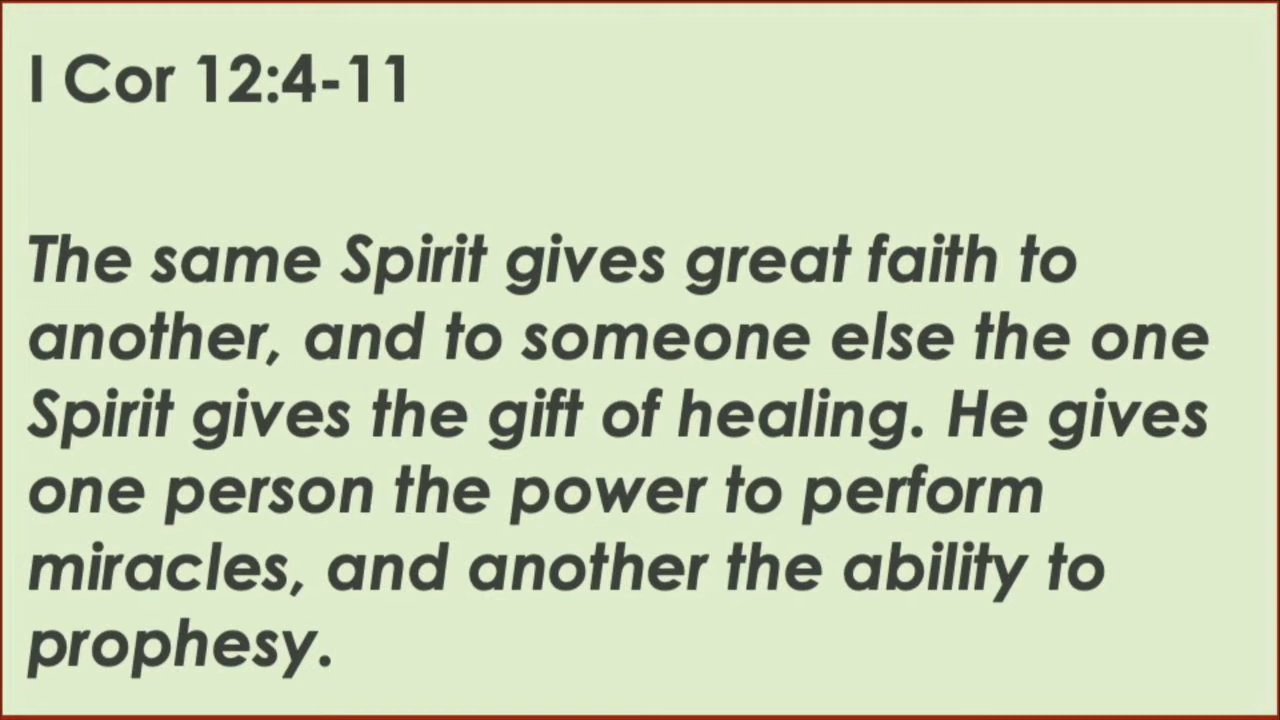 I Cor 12:4-11
The same Spirit gives great faith to
another, and to someone else the one
Spirit gives the gift of healing. He gives
one person the power to perform
miracles, and another the ability to
prophesy.